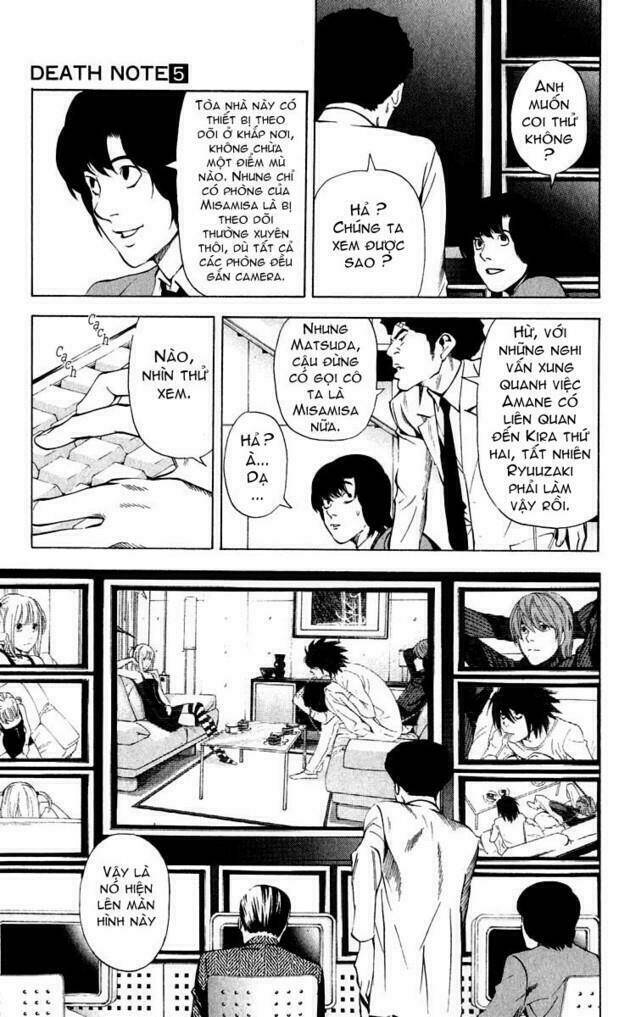 DEATH NOTE 5
ANH
MUỐN
COI THỬ
KHÔNG
?
HẢ ?
CHÚNG TA
XEM ĐƯỢC
SAO ?
TÒA NHÀ NÀY CÓ
THIẾT BỊ THEO
DÕI Ở KHẮP NƠI,
KHÔNG CHỪA
MỘT ĐIỂM MÙ
NÀO. NHƯNG CHỈ
CÓ PHÒNG CỦA
MISAMISA LÀ BỊ
THEO DÕI
THƯỜNG XUYÊN
THÔI, DÙ TẤT CẢ
CÁC PHÒNG ĐỀU
GẮN CAMERA.
HỪ, VỚI
NHỮNG NGHI
VẤN XUNG
QUANH VIỆC
AMANE CÓ
LIÊN QUAN
ĐẾN KIRA THỨ
HAI, TẤT NHIÊN
RYUUZAKI
PHẢI LÀM
VẬY RỒI.
NHƯNG
MATSUDA,
CẬU ĐỪNG
CÓ GỌI CÔ
TA LÀ
MISAMISA
NỮA.
HẢ ?
À...
DẠ
...
NÀO,
NHÌN THỬ
XEM.
CẠCH
CẠCH
VẬY LÀ
NÓ HIỆN
LÊN MÀN
HÌNH NÀY